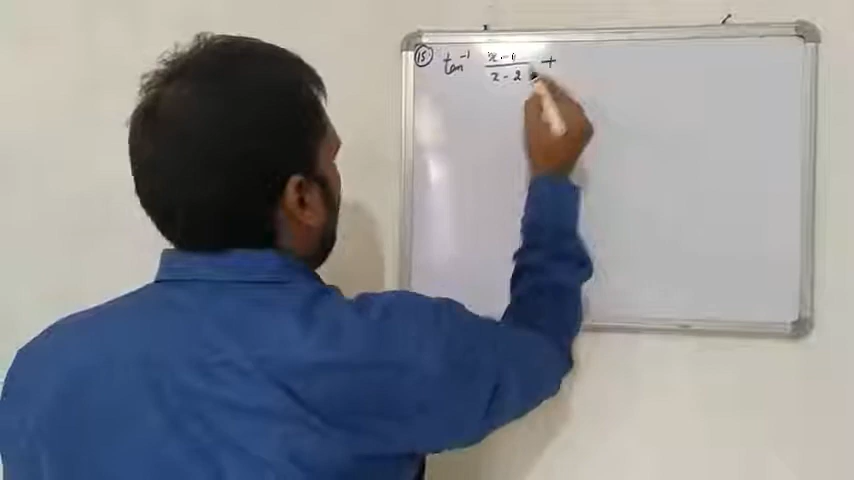 (15) tan⁻¹ x-1/x-2 +